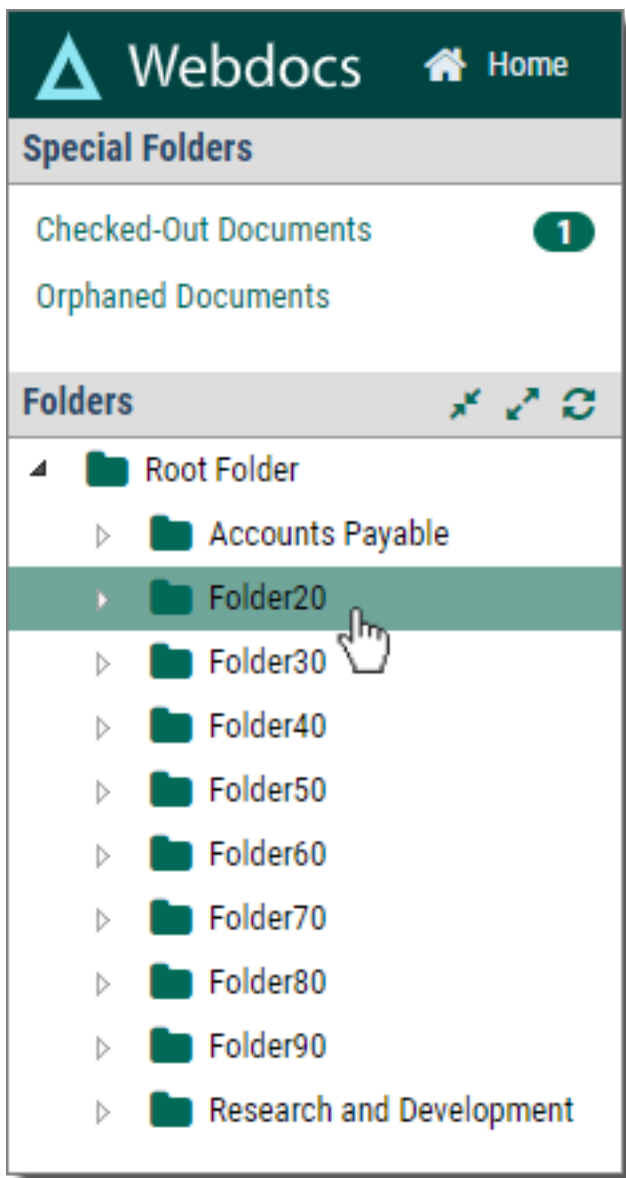 Webdocs Home
Special Folders
Checked-Out Documents 1
Orphaned Documents
Folders
Root Folder
Accounts Payable
Folder20
Folder30
Folder40
Folder50
Folder60
Folder70
Folder80
Folder90
Research and Development